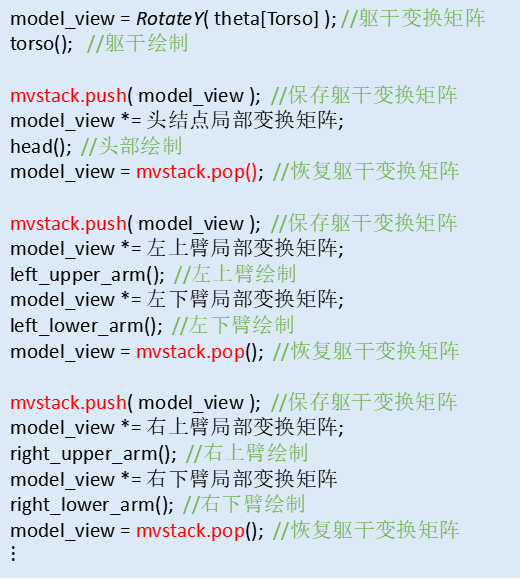 model_view = RotateY( theta[Torso] ); //躯干变换矩阵
torso();   //躯干绘制
mvstack.push( model_view );  //保存躯干变换矩阵
model_view *= 头结点局部变换矩阵;
head();  //头部绘制
model_view = mvstack.pop();  //恢复躯干变换矩阵
mvstack.push( model_view );  //保存躯干变换矩阵
model_view *= 左上臂局部变换矩阵;
left_upper_arm();  //左上臂绘制
model_view *= 左下臂局部变换矩阵;
left_lower_arm();  //左下臂绘制
model_view = mvstack.pop();  //恢复躯干变换矩阵
mvstack.push( model_view );  //保存躯干变换矩阵
model_view *= 右上臂局部变换矩阵;
right_upper_arm();  //右上臂绘制
model_view *= 右下臂局部变换矩阵
right_lower_arm();  //右下臂绘制
model_view = mvstack.pop();  //恢复躯干变换矩阵
⋮